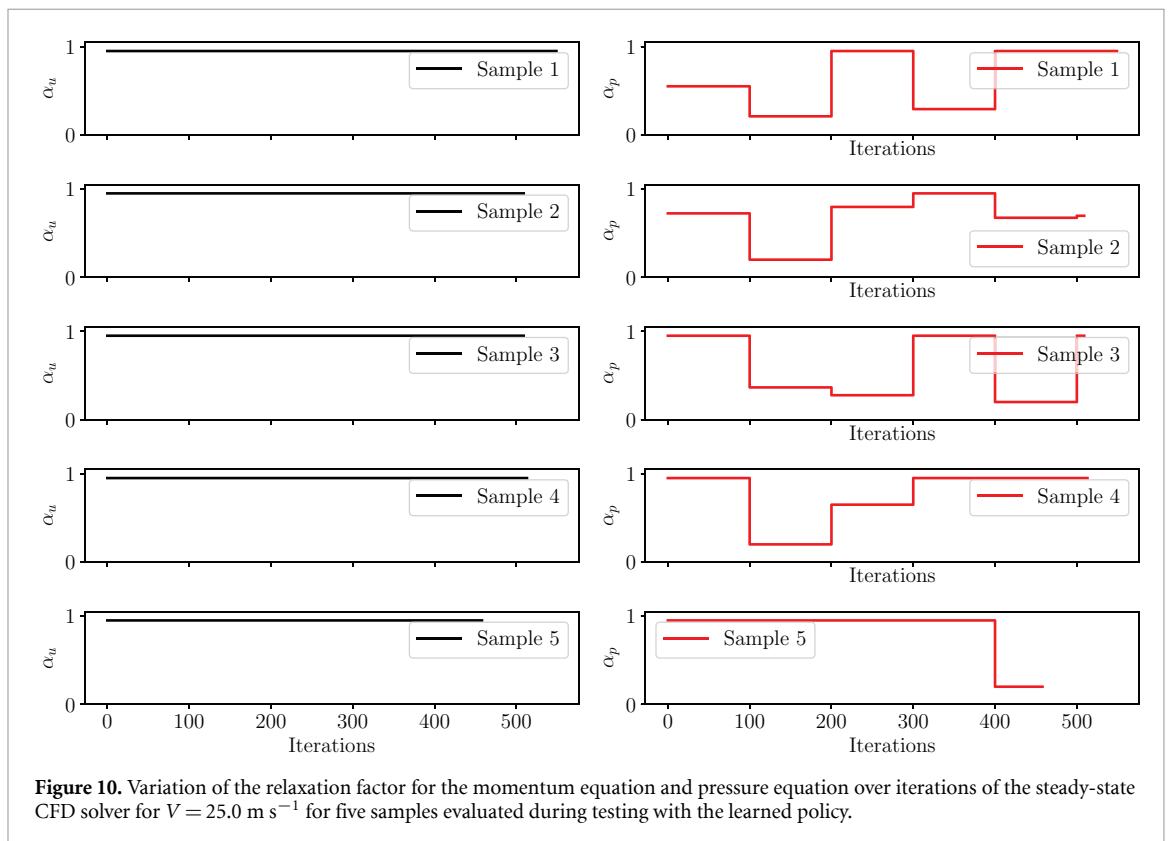 1
α_u
0
Sample 1
1
α_p
0
Sample 1
Iterations
1
α_u
0
Sample 2
1
α_p
0
Sample 2
Iterations
1
α_u
0
Sample 3
1
α_p
0
Sample 3
Iterations
1
α_u
0
Sample 4
1
α_p
0
Sample 4
Iterations
1
α_u
0
Sample 5
0 100 200 300 400 500
Iterations
1
α_p
0
Sample 5
0 100 200 300 400 500
Iterations
Figure 10. Variation of the relaxation factor for the momentum equation and pressure equation over iterations of the steady-state
CFD solver for V = 25.0 m s⁻¹ for five samples evaluated during testing with the learned policy.